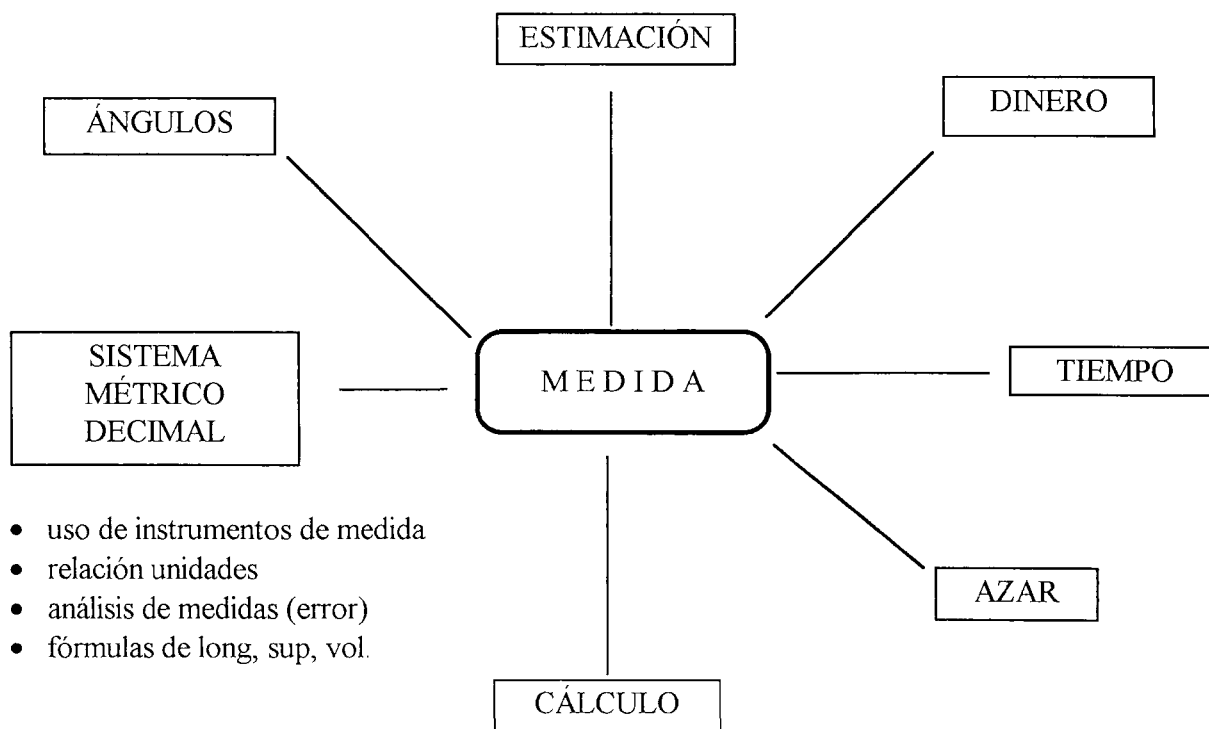 ESTIMACIÓN
DINERO
ÁNGULOS
SISTEMA
MÉTRICO
DECIMAL
MEDIDA
TIEMPO
• uso de instrumentos de medida
• relación unidades
• análisis de medidas (error)
• fórmulas de long, sup, vol.
AZAR
CÁLCULO